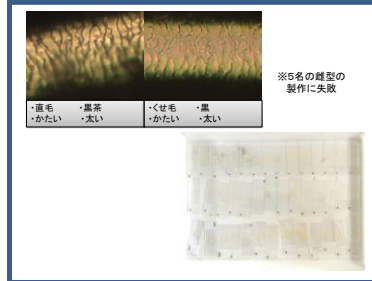 ※5名の雌型の
製作に失敗
・直毛 ・黒茶
・かたい ・太い
・くせ毛 ・黒
・かたい ・太い